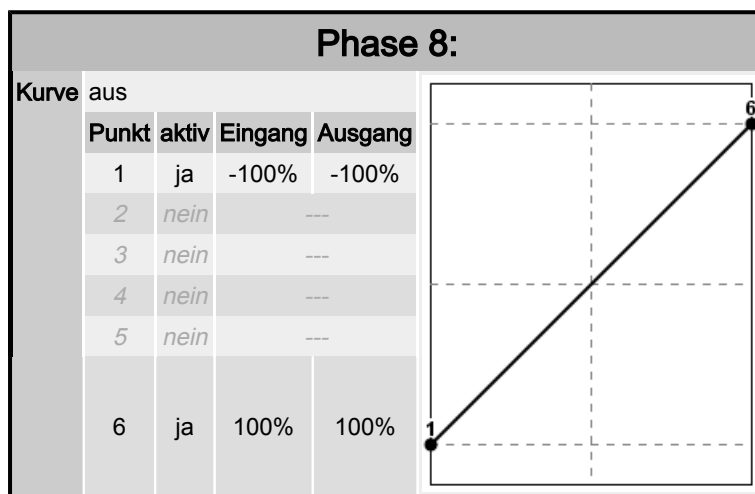 Phase 8:
Kurve aus
Punkt aktiv Eingang Ausgang
1 ja -100% -100%
2 nein ---
3 nein ---
4 nein ---
5 nein ---
6 ja 100% 100%
6
1